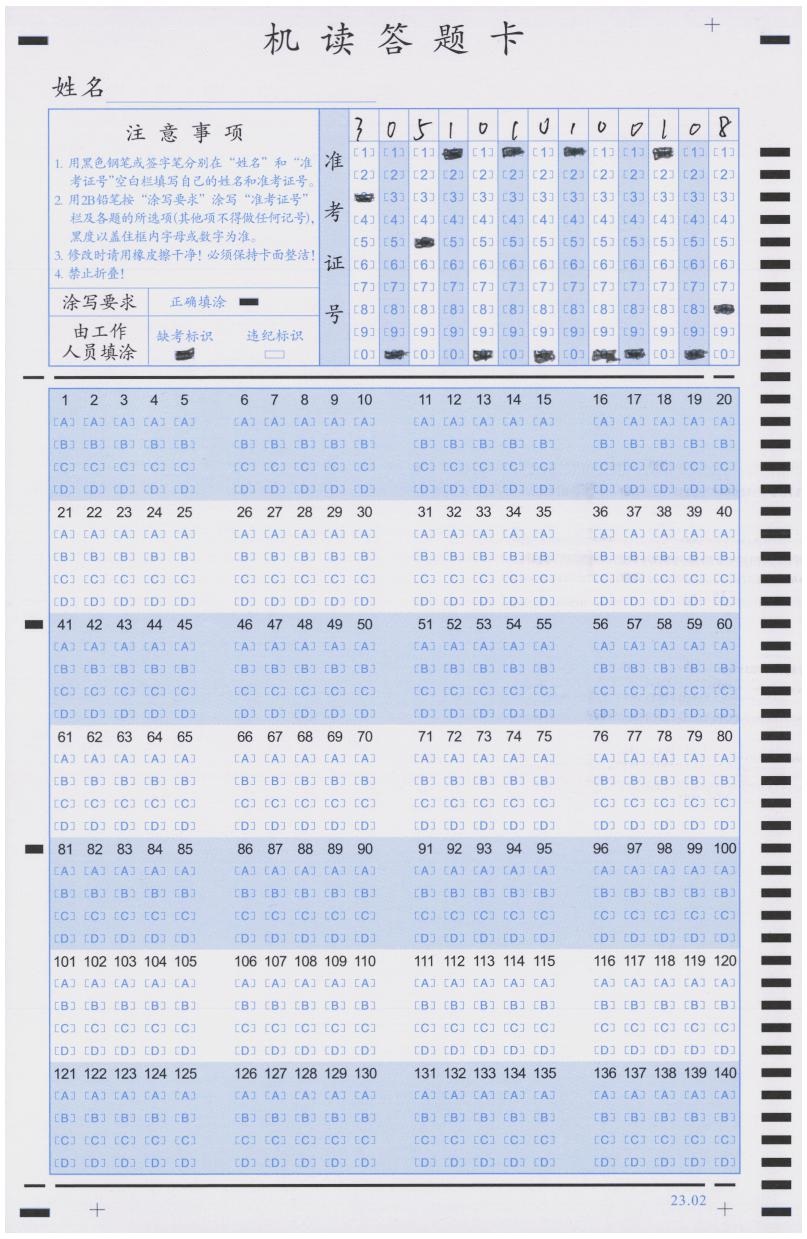 机读答题卡
姓名
注意事项
1. 用黑色钢笔或签字笔分别在“姓名”和“准
考证号”空白栏填写自己的姓名和准考证号。
2. 用2B铅笔按“涂写要求”涂写“准考证号”
栏及各题的所选项(其他项不得做任何记号),
黑度以盖住框内字母或数字为准。
3. 修改时请用橡皮擦干净! 必须保持卡面整洁!
4. 禁止折叠!
涂写要求 正确填涂
由工作
人员填涂
缺考标识 违纪标识
准考证号
3 0 5 1 0 1 0 1 0 0 1 0 8
[1] [1] [1] [1] [1] [1] [1] [1] [1]
[2] [2] [2] [2] [2] [2] [2] [2] [2] [2] [2] [2] [2]
[3] [3] [3] [3] [3] [3] [3] [3] [3] [3] [3] [3]
[4] [4] [4] [4] [4] [4] [4] [4] [4] [4] [4] [4] [4]
[5] [5] [5] [5] [5] [5] [5] [5] [5] [5] [5] [5]
[6] [6] [6] [6] [6] [6] [6] [6] [6] [6] [6] [6] [6]
[7] [7] [7] [7] [7] [7] [7] [7] [7] [7] [7] [7] [7]
[8] [8] [8] [8] [8] [8] [8] [8] [8] [8] [8] [8]
[9] [9] [9] [9] [9] [9] [9] [9] [9] [9] [9] [9] [9]
[0] [0] [0] [0] [0] [0] [0]
1 2 3 4 5 6 7 8 9 10 11 12 13 14 15 16 17 18 19 20
[A] [A] [A] [A] [A] [A] [A] [A] [A] [A] [A] [A] [A] [A] [A] [A] [A] [A] [A] [A]
[B] [B] [B] [B] [B] [B] [B] [B] [B] [B] [B] [B] [B] [B] [B] [B] [B] [B] [B] [B]
[C] [C] [C] [C] [C] [C] [C] [C] [C] [C] [C] [C] [C] [C] [C] [C] [C] [C] [C] [C]
[D] [D] [D] [D] [D] [D] [D] [D] [D] [D] [D] [D] [D] [D] [D] [D] [D] [D] [D] [D]
21 22 23 24 25 26 27 28 29 30 31 32 33 34 35 36 37 38 39 40
[A] [A] [A] [A] [A] [A] [A] [A] [A] [A] [A] [A] [A] [A] [A] [A] [A] [A] [A] [A]
[B] [B] [B] [B] [B] [B] [B] [B] [B] [B] [B] [B] [B] [B] [B] [B] [B] [B] [B] [B]
[C] [C] [C] [C] [C] [C] [C] [C] [C] [C] [C] [C] [C] [C] [C] [C] [C] [C] [C] [C]
[D] [D] [D] [D] [D] [D] [D] [D] [D] [D] [D] [D] [D] [D] [D] [D] [D] [D] [D] [D]
41 42 43 44 45 46 47 48 49 50 51 52 53 54 55 56 57 58 59 60
[A] [A] [A] [A] [A] [A] [A] [A] [A] [A] [A] [A] [A] [A] [A] [A] [A] [A] [A] [A]
[B] [B] [B] [B] [B] [B] [B] [B] [B] [B] [B] [B] [B] [B] [B] [B] [B] [B] [B] [B]
[C] [C] [C] [C] [C] [C] [C] [C] [C] [C] [C] [C] [C] [C] [C] [C] [C] [C] [C] [C]
[D] [D] [D] [D] [D] [D] [D] [D] [D] [D] [D] [D] [D] [D] [D] [D] [D] [D] [D] [D]
61 62 63 64 65 66 67 68 69 70 71 72 73 74 75 76 77 78 79 80
[A] [A] [A] [A] [A] [A] [A] [A] [A] [A] [A] [A] [A] [A] [A] [A] [A] [A] [A] [A]
[B] [B] [B] [B] [B] [B] [B] [B] [B] [B] [B] [B] [B] [B] [B] [B] [B] [B] [B] [B]
[C] [C] [C] [C] [C] [C] [C] [C] [C] [C] [C] [C] [C] [C] [C] [C] [C] [C] [C] [C]
[D] [D] [D] [D] [D] [D] [D] [D] [D] [D] [D] [D] [D] [D] [D] [D] [D] [D] [D] [D]
81 82 83 84 85 86 87 88 89 90 91 92 93 94 95 96 97 98 99 100
[A] [A] [A] [A] [A] [A] [A] [A] [A] [A] [A] [A] [A] [A] [A] [A] [A] [A] [A] [A]
[B] [B] [B] [B] [B] [B] [B] [B] [B] [B] [B] [B] [B] [B] [B] [B] [B] [B] [B] [B]
[C] [C] [C] [C] [C] [C] [C] [C] [C] [C] [C] [C] [C] [C] [C] [C] [C] [C] [C] [C]
[D] [D] [D] [D] [D] [D] [D] [D] [D] [D] [D] [D] [D] [D] [D] [D] [D] [D] [D] [D]
101 102 103 104 105 106 107 108 109 110 111 112 113 114 115 116 117 118 119 120
[A] [A] [A] [A] [A] [A] [A] [A] [A] [A] [A] [A] [A] [A] [A] [A] [A] [A] [A] [A]
[B] [B] [B] [B] [B] [B] [B] [B] [B] [B] [B] [B] [B] [B] [B] [B] [B] [B] [B] [B]
[C] [C] [C] [C] [C] [C] [C] [C] [C] [C] [C] [C] [C] [C] [C] [C] [C] [C] [C] [C]
[D] [D] [D] [D] [D] [D] [D] [D] [D] [D] [D] [D] [D] [D] [D] [D] [D] [D] [D] [D]
121 122 123 124 125 126 127 128 129 130 131 132 133 134 135 136 137 138 139 140
[A] [A] [A] [A] [A] [A] [A] [A] [A] [A] [A] [A] [A] [A] [A] [A] [A] [A] [A] [A]
[B] [B] [B] [B] [B] [B] [B] [B] [B] [B] [B] [B] [B] [B] [B] [B] [B] [B] [B] [B]
[C] [C] [C] [C] [C] [C] [C] [C] [C] [C] [C] [C] [C] [C] [C] [C] [C] [C] [C] [C]
[D] [D] [D] [D] [D] [D] [D] [D] [D] [D] [D] [D] [D] [D] [D] [D] [D] [D] [D] [D]
23.02